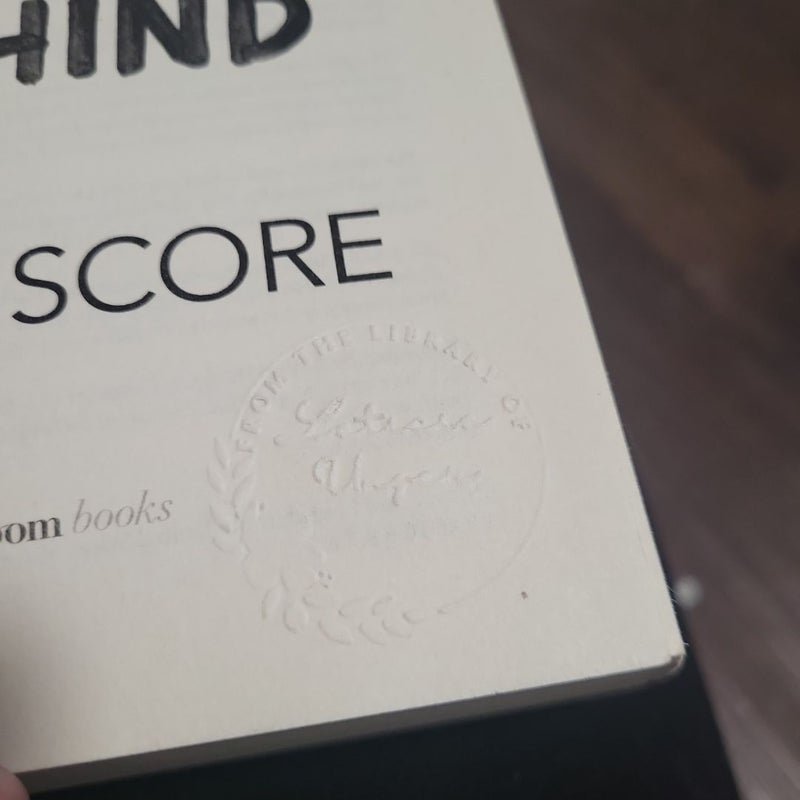 HIND
SCORE
FROM THE LIBRARY OF
oom books